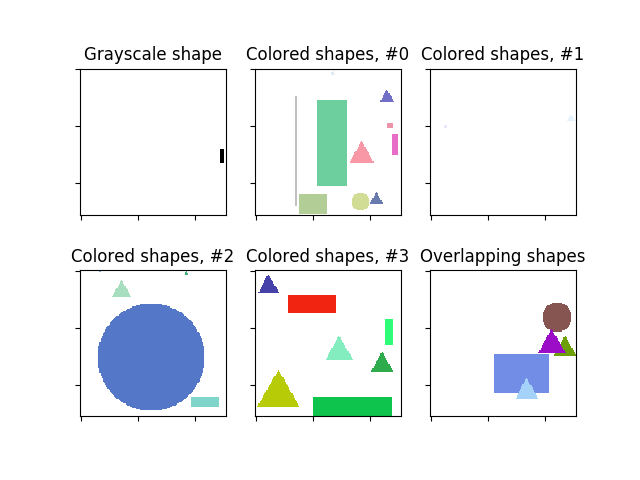 Grayscale shape
Colored shapes, #0
Colored shapes, #1
Colored shapes, #2
Colored shapes, #3
Overlapping shapes